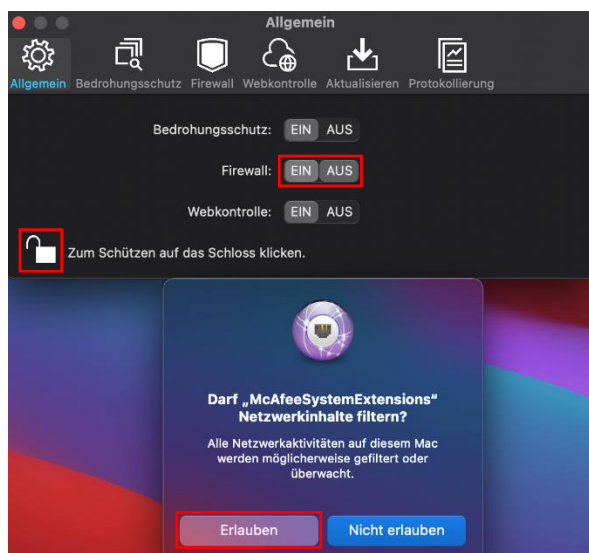 Allgemein
Allgemein Bedrohungsschutz Firewall Webkontrolle Aktualisieren Protokollierung
Bedrohungsschutz: EIN AUS
Firewall: EIN AUS
Webkontrolle: EIN AUS
Zum Schützen auf das Schloss klicken.
Darf „McAfeeSystemExtensions“
Netzwerkinhalte filtern?
Alle Netzwerkaktivitäten auf diesem Mac
werden möglicherweise gefiltert oder
überwacht.
Erlauben Nicht erlauben